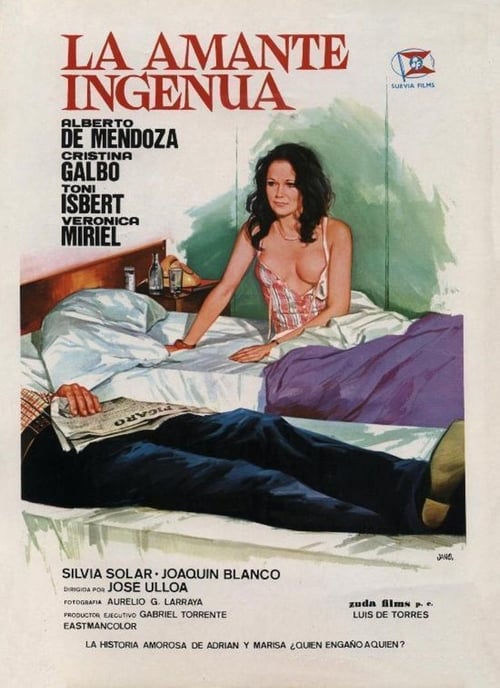 LA AMANTE
INGENUA
SUEVIA FILMS
ALBERTO
DE MENDOZA
CRISTINA
GALBO
TONI
ISBERT
VERONICA
MIRIEL
FIGARO
JANO.
SILVIA SOLAR · JOAQUIN BLANCO
DIRIGIDA POR JOSE ULLOA
FOTOGRAFIA AURELIO G. LARRAYA
PRODUCTOR EJECUTIVO GABRIEL TORRENTE
EASTMANCOLOR
zuda films p. c.
LUIS DE TORRES
LA HISTORIA AMOROSA DE ADRIAN Y MARISA ¿QUIEN ENGAÑO A QUIEN?